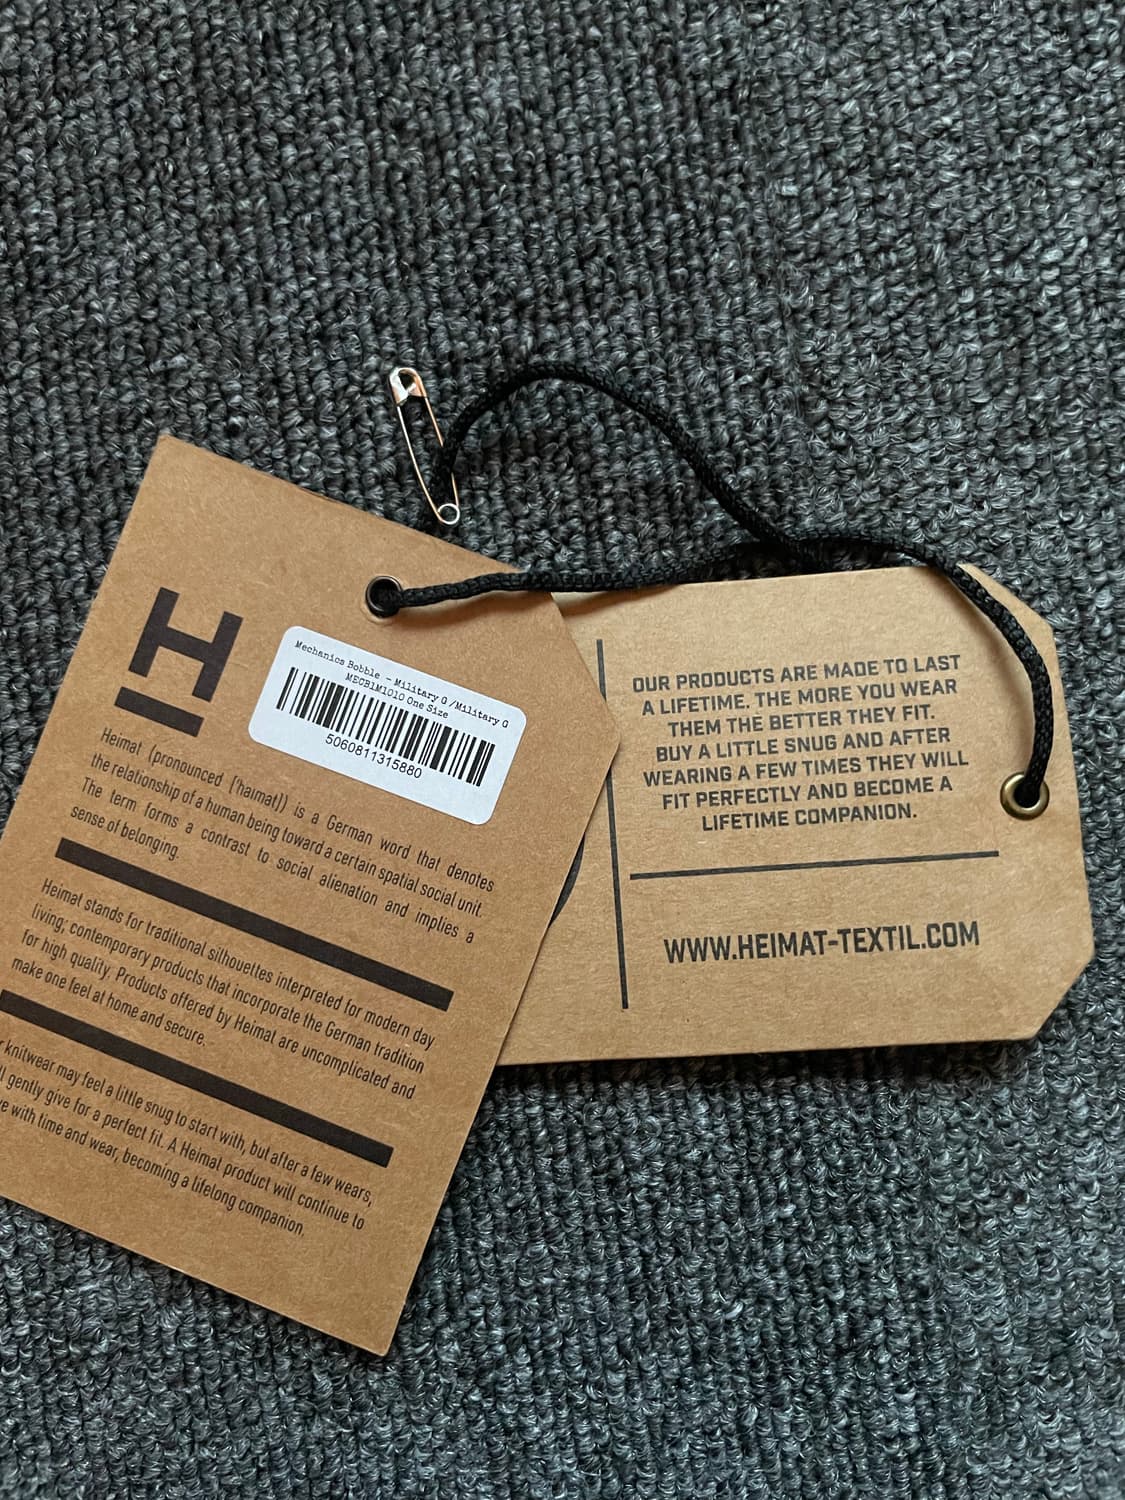 H
Mechanics Bobble - Military G /Military G
MECB1M1010 One Size
5060811315880
Heimat (pronounced ['haimat]) is a German word that denotes
the relationship of a human being toward a certain spatial social unit.
The term forms a contrast to social alienation and implies a
sense of belonging.
Heimat stands for traditional silhouettes interpreted for modern day
living; contemporary products that incorporate the German tradition
for high quality. Products offered by Heimat are uncomplicated and
make one feel at home and secure.
knitwear may feel a little snug to start with, but after a few wears,
gently give for a perfect fit. A Heimat product will continue to
with time and wear, becoming a lifelong companion.
OUR PRODUCTS ARE MADE TO LAST
A LIFETIME. THE MORE YOU WEAR
THEM THE BETTER THEY FIT.
BUY A LITTLE SNUG AND AFTER
WEARING A FEW TIMES THEY WILL
FIT PERFECTLY AND BECOME A
LIFETIME COMPANION.
WWW.HEIMAT-TEXTIL.COM